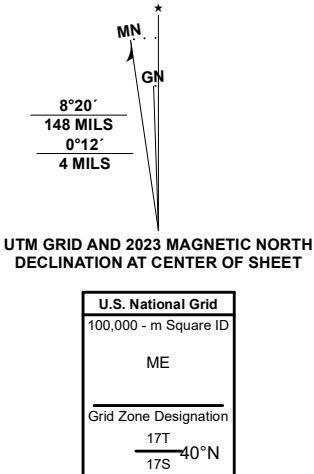 ★
MN
GN
8°20´
148 MILS
0°12´
4 MILS
UTM GRID AND 2023 MAGNETIC NORTH
DECLINATION AT CENTER OF SHEET
U.S. National Grid
100,000 - m Square ID
ME
Grid Zone Designation
17T
40°N
17S